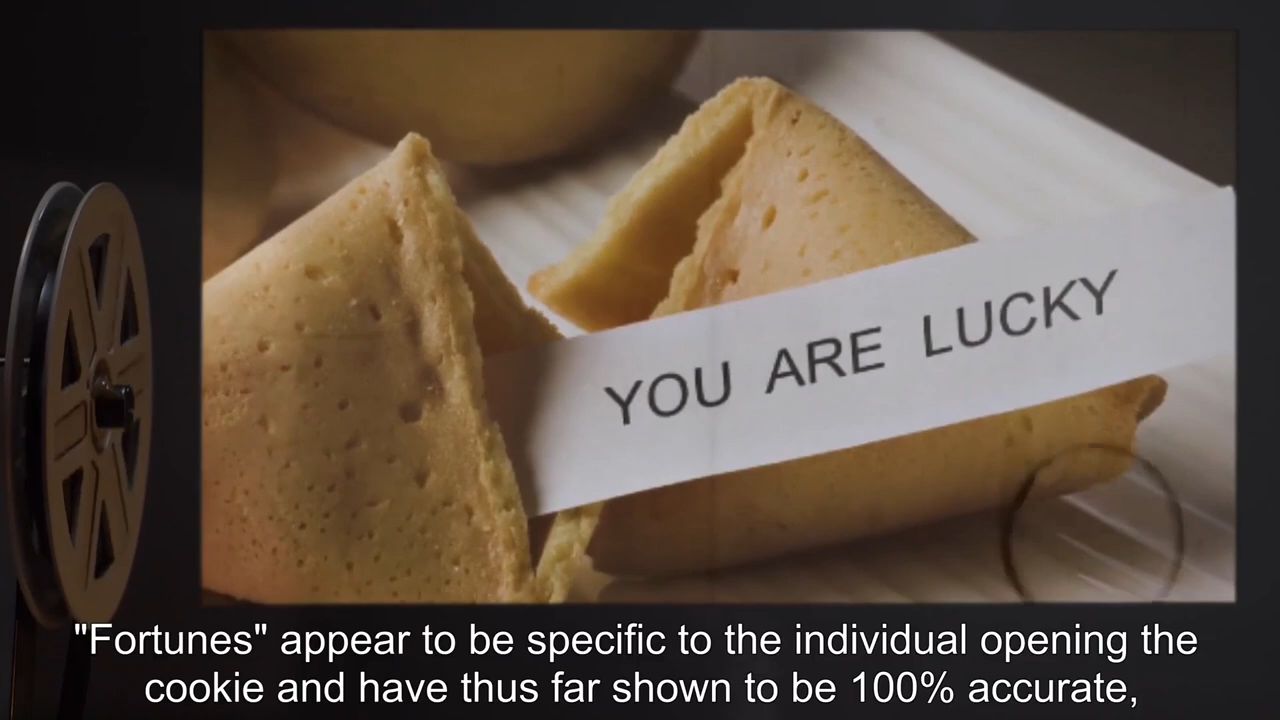 YOU ARE LUCKY
"Fortunes" appear to be specific to the individual opening the
cookie and have thus far shown to be 100% accurate,